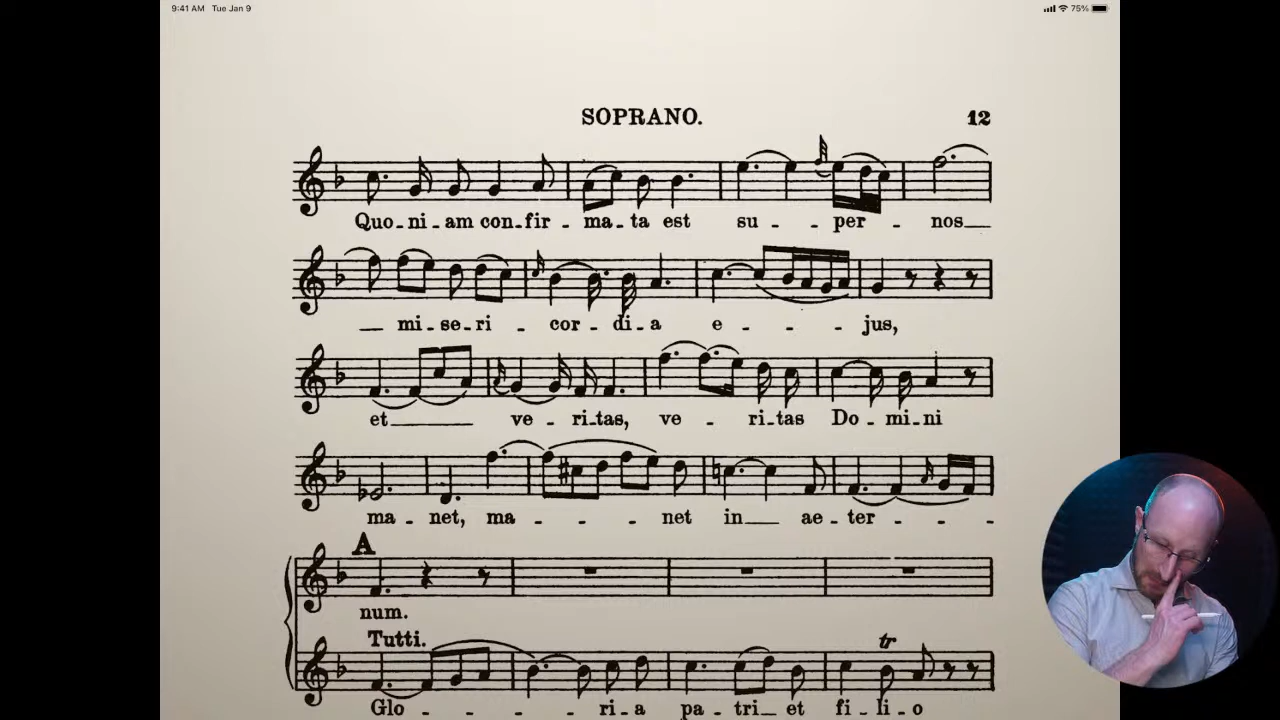 9:41 AM Tue Jan 9
75%
SOPRANO. 12
Quo-ni-am con-fir-ma-ta est su - - per - nos
mi-se-ri - cor-di-a e - - - jus,
et ve-ri-tas, ve - ri-tas Do-mi-ni
ma-net, ma - - - net in ae-ter - - -
A
num.
Tutti.
tr
Glo - - - ri-a pa-tri et fi-li-o